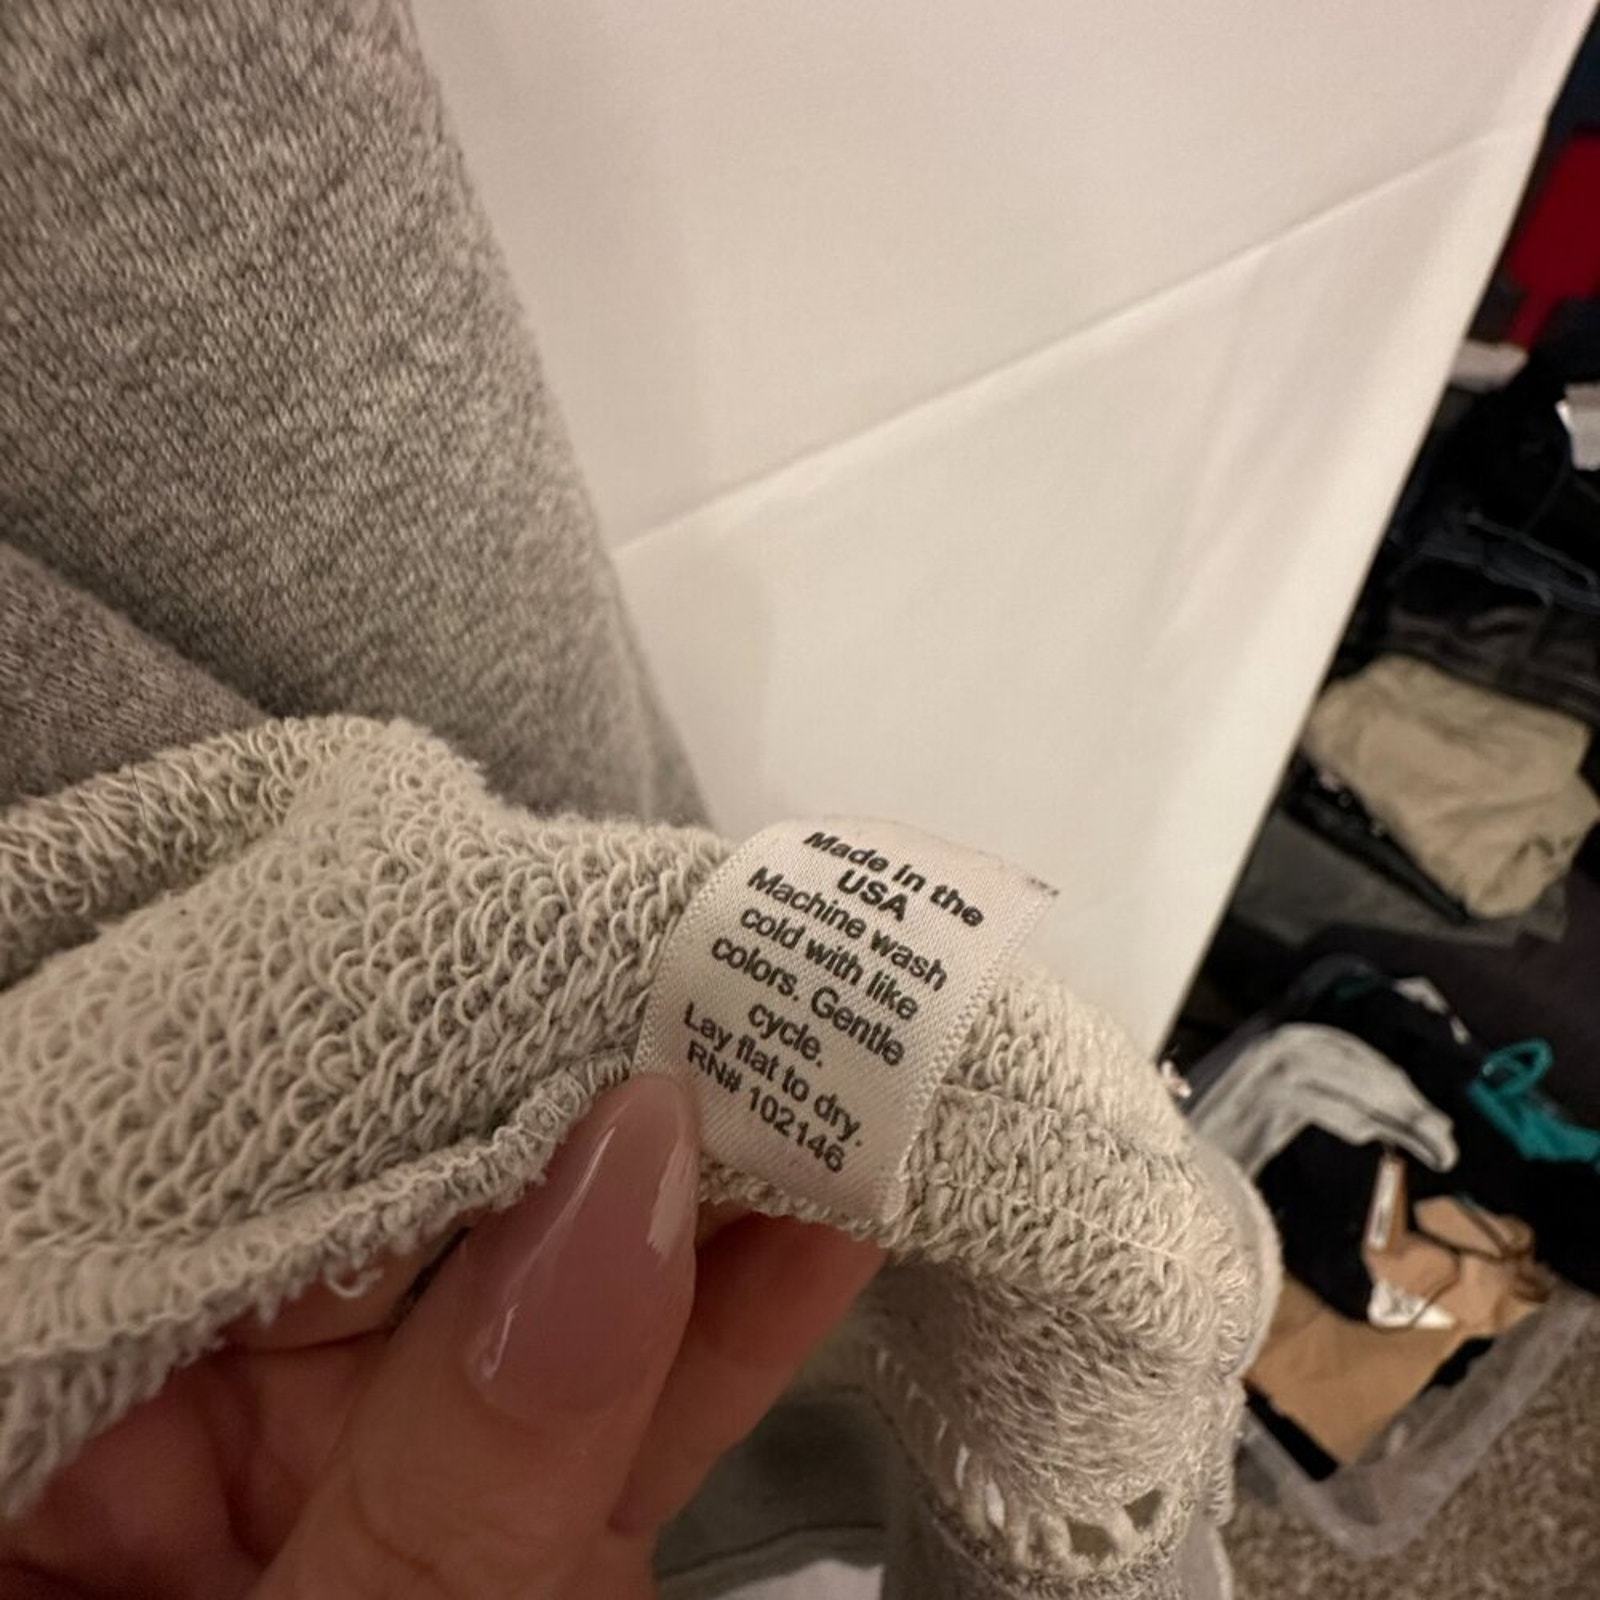 Made in the
USA
Machine wash
cold with like
colors. Gentle
cycle.
Lay flat to dry.
RN# 102146